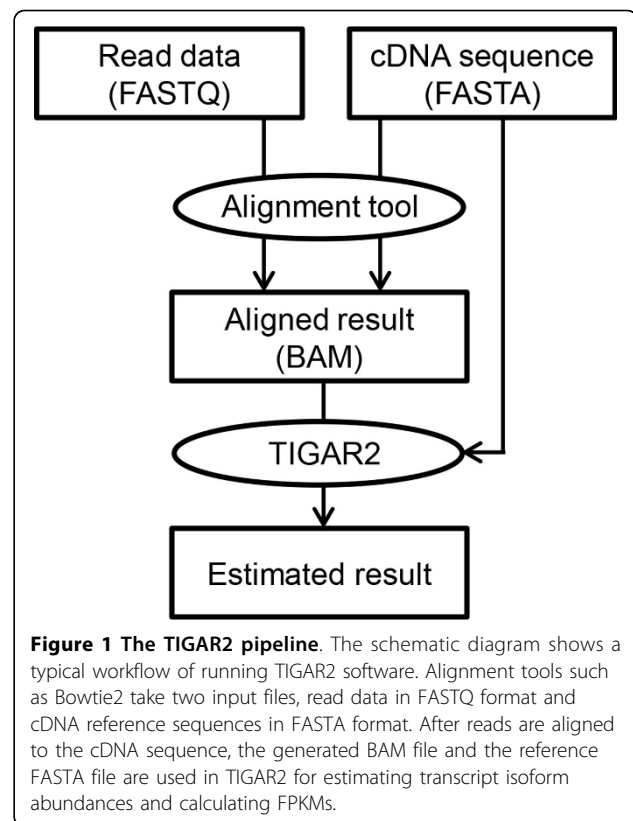 Read data
(FASTQ)
cDNA sequence
(FASTA)
Alignment tool
Aligned result
(BAM)
TIGAR2
Estimated result
Figure 1 The TIGAR2 pipeline. The schematic diagram shows a
typical workflow of running TIGAR2 software. Alignment tools such
as Bowtie2 take two input files, read data in FASTQ format and
cDNA reference sequences in FASTA format. After reads are aligned
to the cDNA sequence, the generated BAM file and the reference
FASTA file are used in TIGAR2 for estimating transcript isoform
abundances and calculating FPKMs.